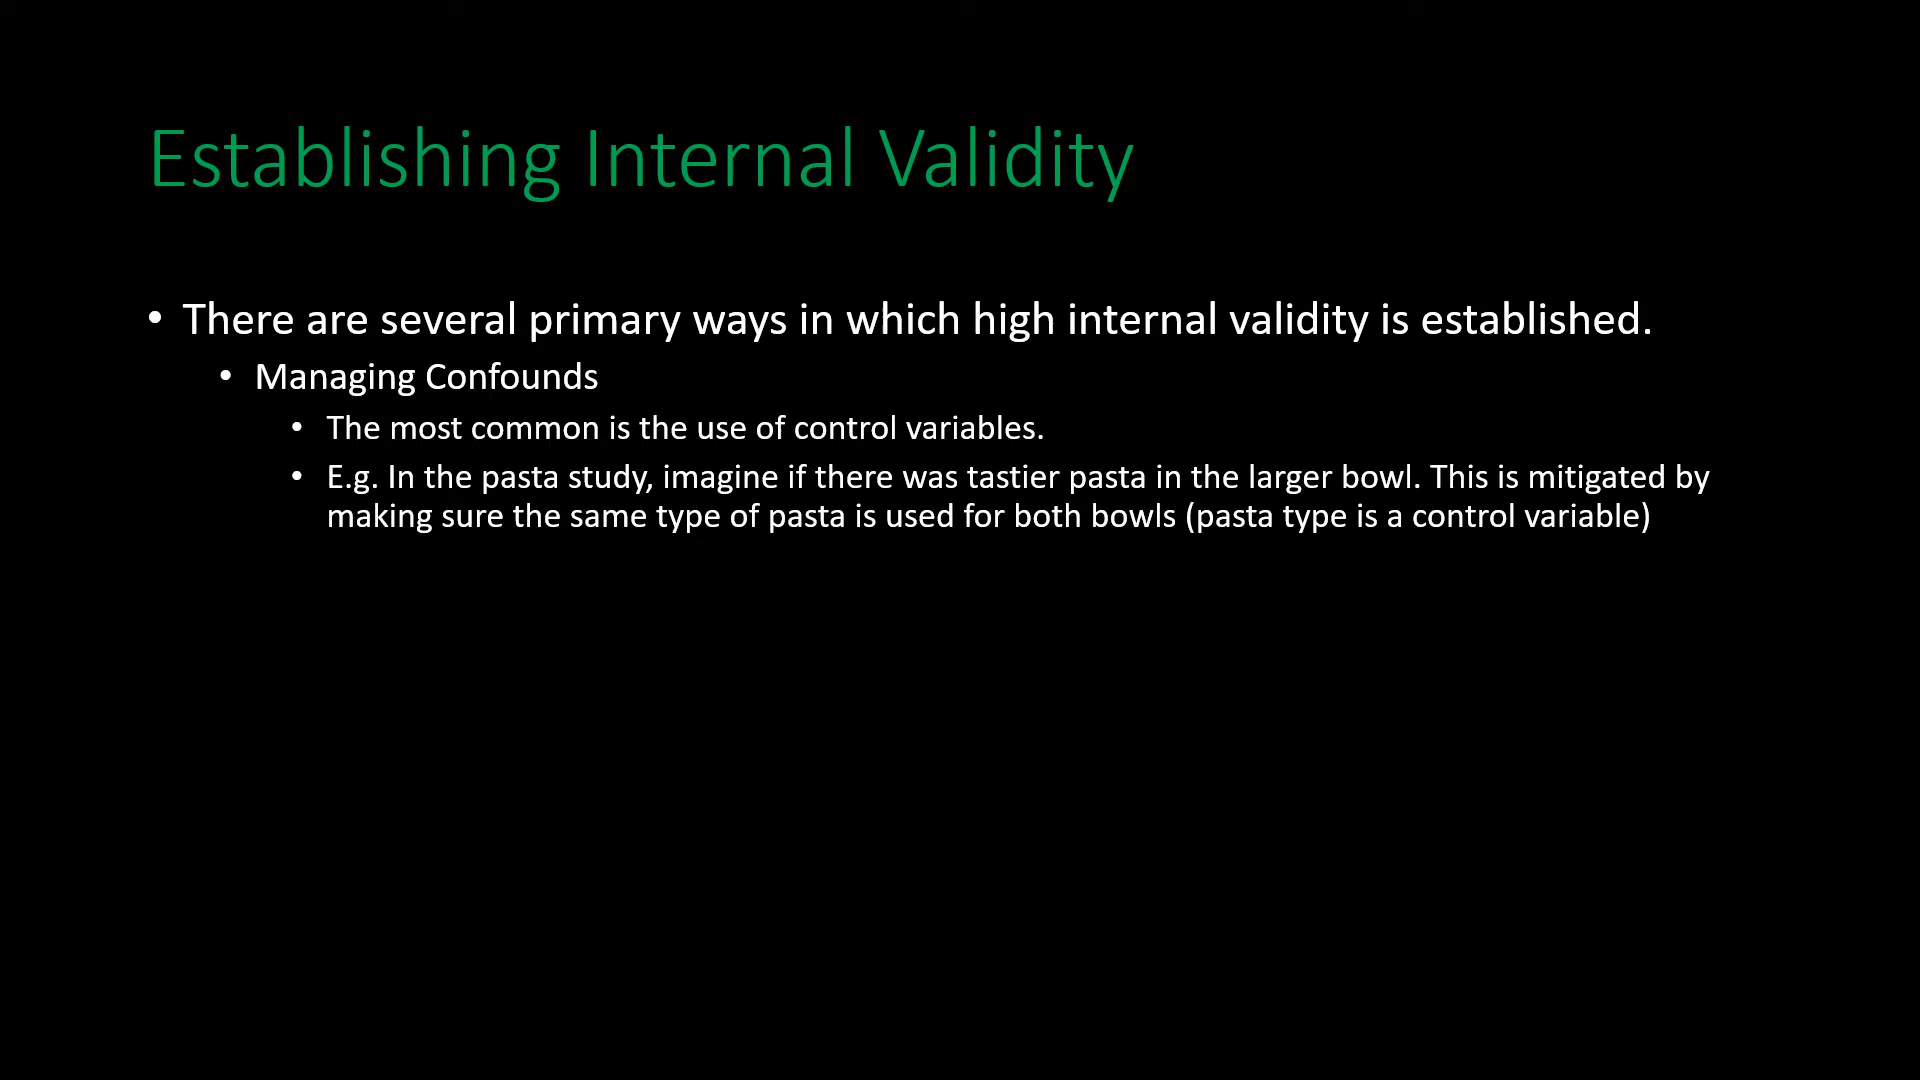 Establishing Internal Validity
• There are several primary ways in which high internal validity is established.
• Managing Confounds
• The most common is the use of control variables.
• E.g. In the pasta study, imagine if there was tastier pasta in the larger bowl. This is mitigated by
making sure the same type of pasta is used for both bowls (pasta type is a control variable)